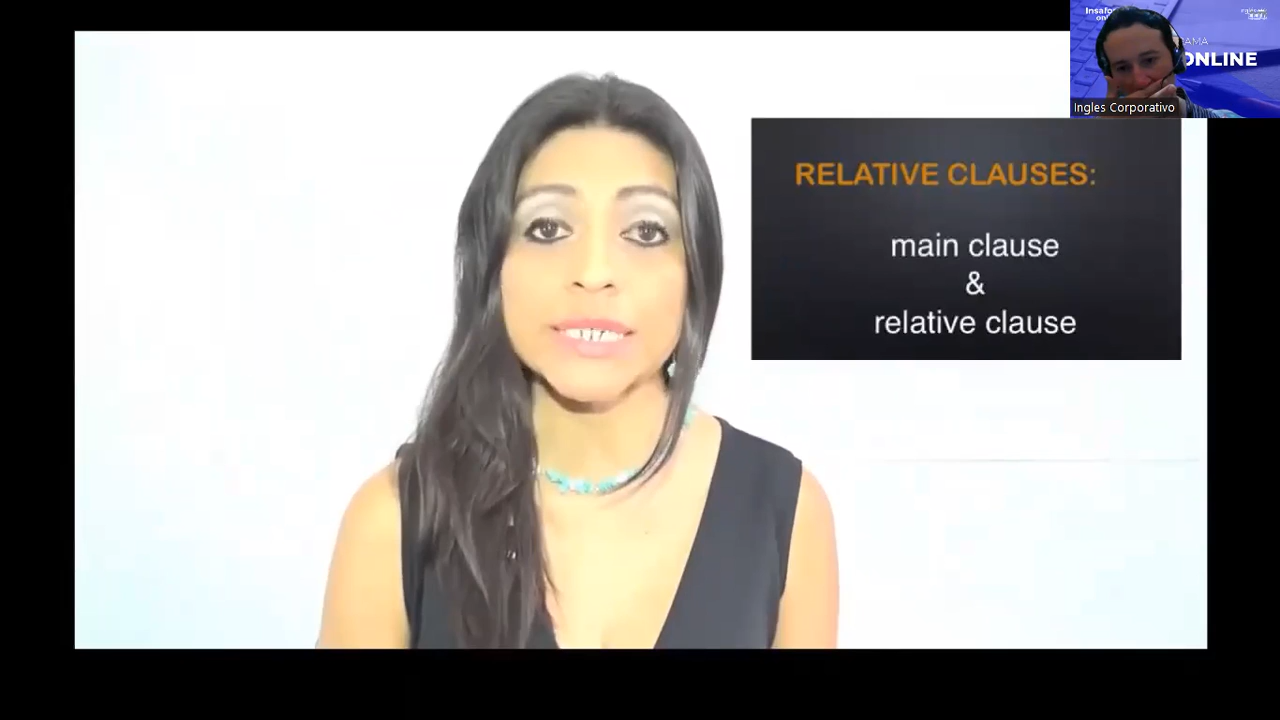 RELATIVE CLAUSES:
main clause
&
relative clause
ONLINE
Ingles Corporativo